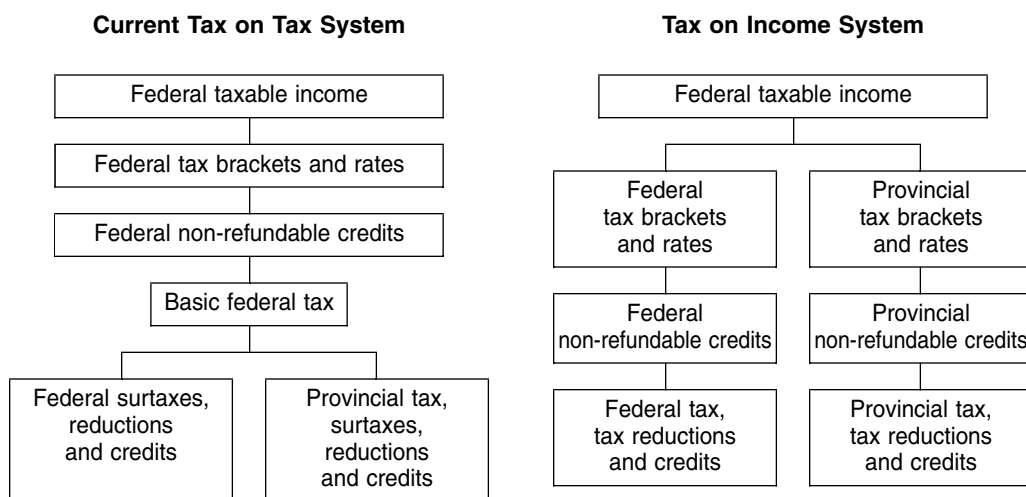 Current Tax on Tax System
Federal taxable income
Federal tax brackets and rates
Federal non-refundable credits
Basic federal tax
Federal surtaxes,
reductions
and credits
Provincial tax,
surtaxes,
reductions
and credits
Tax on Income System
Federal taxable income
Federal
tax brackets
and rates
Provincial
tax brackets
and rates
Federal
non-refundable credits
Provincial
non-refundable credits
Federal tax,
tax reductions
and credits
Provincial tax,
tax reductions
and credits